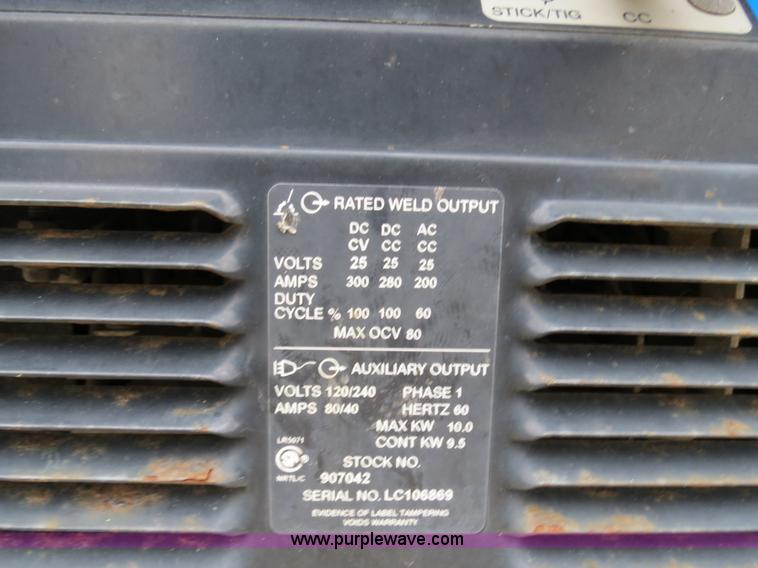 STICK/TIG CC
RATED WELD OUTPUT
DC DC AC
CV CC CC
VOLTS 25 25 25
AMPS 300 280 200
DUTY
CYCLE % 100 100 60
MAX OCV 80
AUXILIARY OUTPUT
VOLTS 120/240 PHASE 1
AMPS 80/40 HERTZ 60
MAX KW 10.0
CONT KW 9.5
LR5071
NRTL/C
STOCK NO.
907042
SERIAL NO. LC106869
EVIDENCE OF LABEL TAMPERING
VOIDS WARRANTY
www.purplewave.com